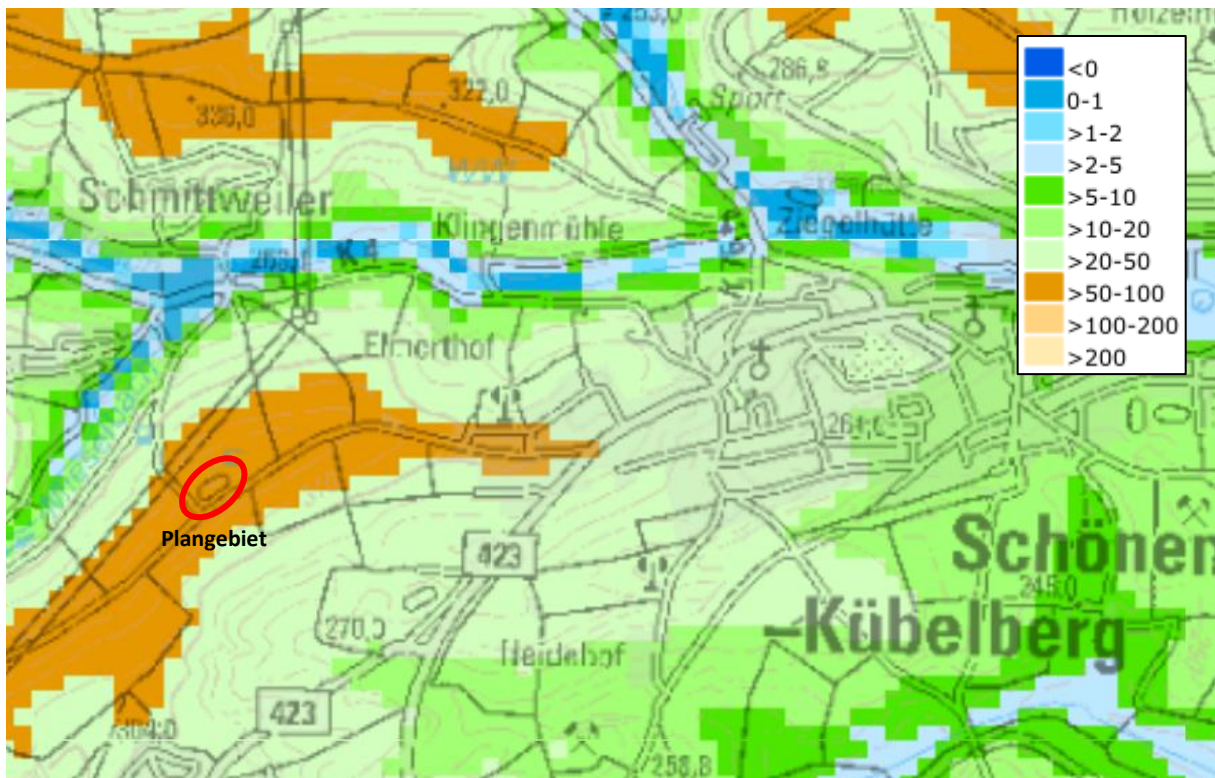 253,0
286,8
Sport
322,0
336,0
Schmittweiler
Klingenmühle
Ziegelhütte
K 4
<0
0-1
>1-2
>2-5
>5-10
>10-20
>20-50
>50-100
>100-200
>200
Plangebiet
423
Schönen
-Kübelberg
245,0
270,0
Heidehof
423
258,8